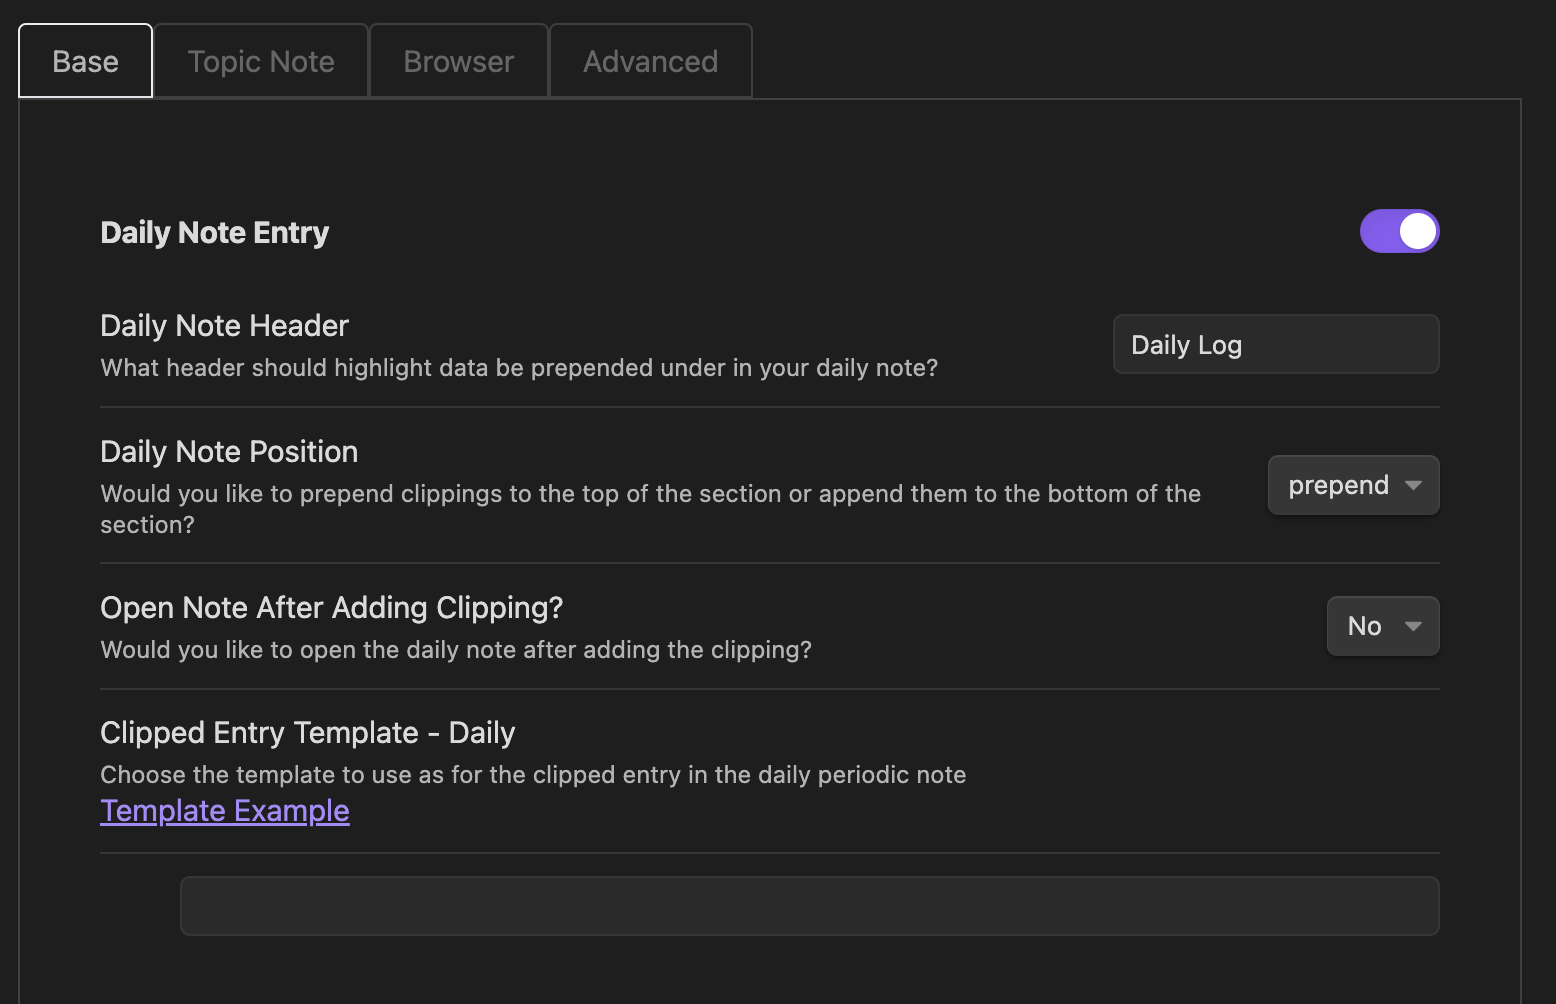 Base
Topic Note
Browser
Advanced
Daily Note Entry
Daily Note Header
What header should highlight data be prepended under in your daily note?
Daily Log
Daily Note Position
Would you like to prepend clippings to the top of the section or append them to the bottom of the
section?
prepend
Open Note After Adding Clipping?
Would you like to open the daily note after adding the clipping?
No
Clipped Entry Template - Daily
Choose the template to use as for the clipped entry in the daily periodic note
Template Example